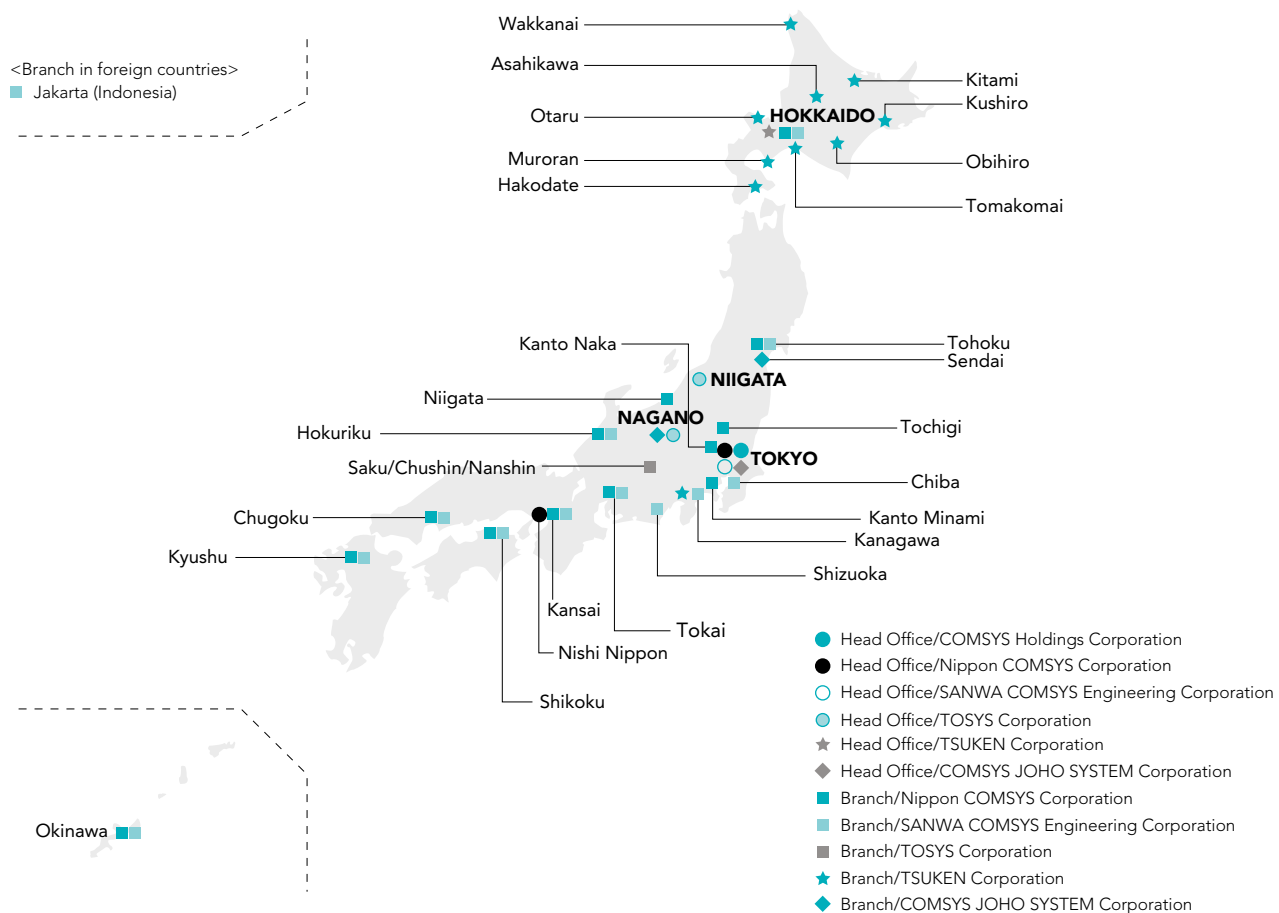 <Branch in foreign countries>
Jakarta (Indonesia)
Wakkanai
Asahikawa
Kitami
Kushiro
Otaru
HOKKAIDO
Muroran
Obihiro
Hakodate
Tomakomai
Kanto Naka
Tohoku
Sendai
NIIGATA
Niigata
NAGANO
Tochigi
Hokuriku
TOKYO
Saku/Chushin/Nanshin
Chiba
Chugoku
Kanto Minami
Kanagawa
Kyushu
Shizuoka
Kansai
Tokai
Nishi Nippon
Shikoku
Okinawa
Head Office/COMSYS Holdings Corporation
Head Office/Nippon COMSYS Corporation
Head Office/SANWA COMSYS Engineering Corporation
Head Office/TOSYS Corporation
Head Office/TSUKEN Corporation
Head Office/COMSYS JOHO SYSTEM Corporation
Branch/Nippon COMSYS Corporation
Branch/SANWA COMSYS Engineering Corporation
Branch/TOSYS Corporation
Branch/TSUKEN Corporation
Branch/COMSYS JOHO SYSTEM Corporation